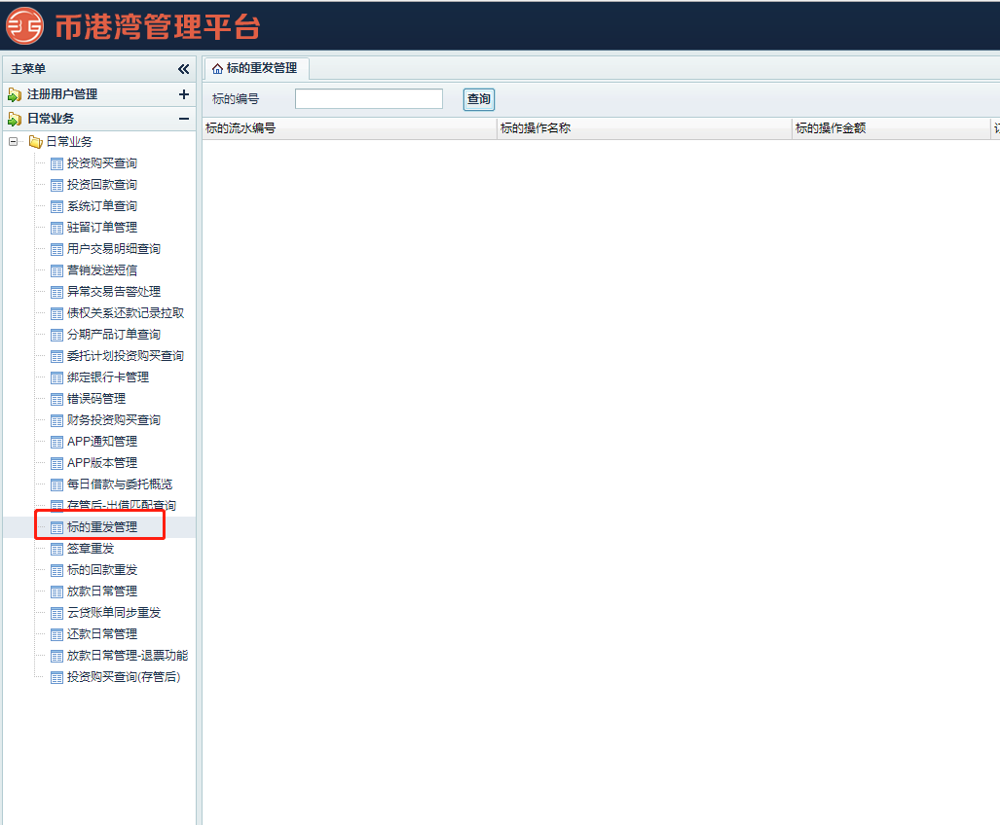 币港湾管理平台
主菜单
注册用户管理
日常业务
日常业务
投资购买查询
投资回款查询
系统订单查询
驻留订单管理
用户交易明细查询
营销发送短信
异常交易告警处理
债权关系还款记录拉取
分期产品订单查询
委托计划投资购买查询
绑定银行卡管理
错误码管理
财务投资购买查询
APP通知管理
APP版本管理
每日借款与委托概览
存管后-出借匹配查询
标的重发管理
签章重发
标的回款重发
放款日常管理
云贷账单同步重发
还款日常管理
放款日常管理-退票功能
投资购买查询(存管后)
标的重发管理
标的编号 查询
标的流水编号 标的操作名称 标的操作金额